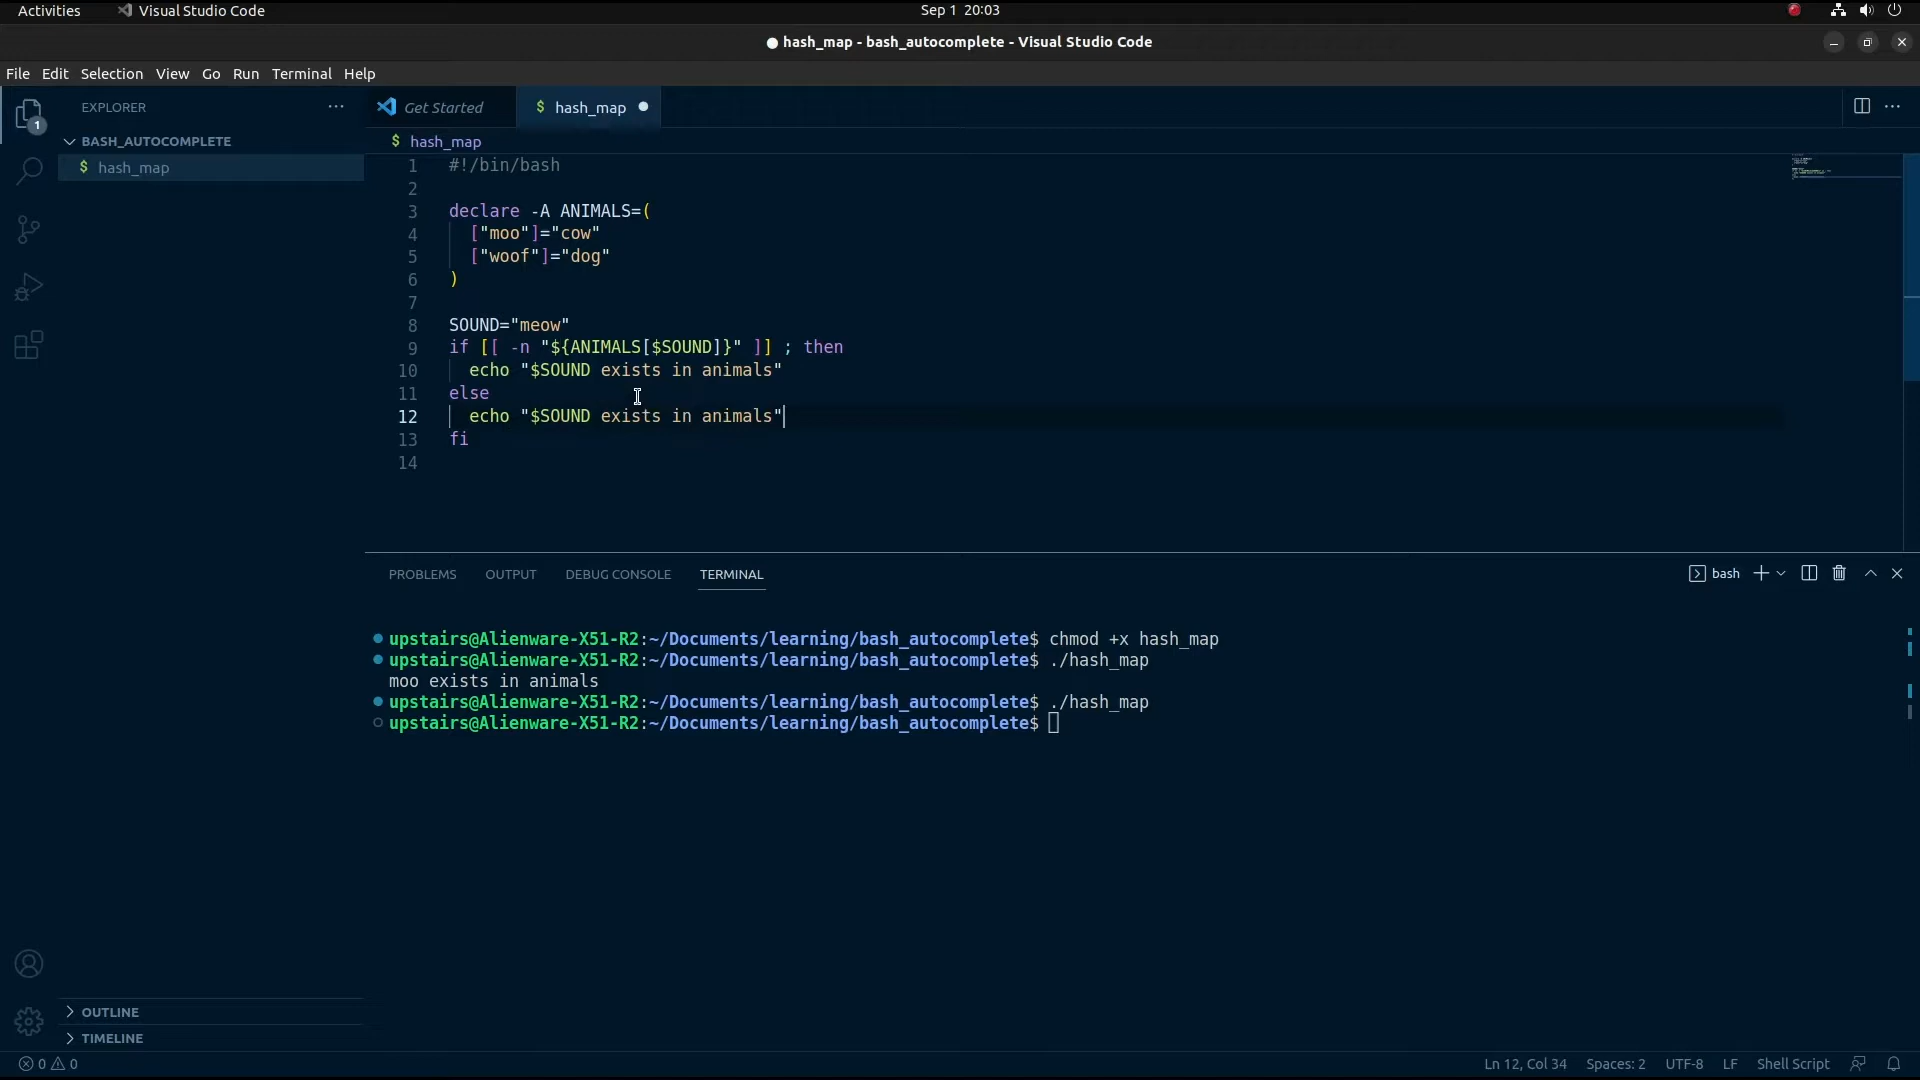 Activities Visual Studio Code Sep 1 20:03
hash_map - bash_autocomplete - Visual Studio Code
File Edit Selection View Go Run Terminal Help
EXPLORER
1
BASH_AUTOCOMPLETE
$ hash_map
Get Started $ hash_map
$ hash_map
1 #!/bin/bash
2
3 declare -A ANIMALS=(
4 ["moo"]="cow"
5 ["woof"]="dog"
6 )
7
8 SOUND="meow"
9 if [[ -n "${ANIMALS[$SOUND]}" ]] ; then
10 echo "$SOUND exists in animals"
11 else
12 echo "$SOUND exists in animals"
13 fi
14
PROBLEMS OUTPUT DEBUG CONSOLE TERMINAL bash
upstairs@Alienware-X51-R2:~/Documents/learning/bash_autocomplete$ chmod +x hash_map
upstairs@Alienware-X51-R2:~/Documents/learning/bash_autocomplete$ ./hash_map
moo exists in animals
upstairs@Alienware-X51-R2:~/Documents/learning/bash_autocomplete$ ./hash_map
upstairs@Alienware-X51-R2:~/Documents/learning/bash_autocomplete$
OUTLINE
TIMELINE
0 0 Ln 12, Col 34 Spaces: 2 UTF-8 LF Shell Script